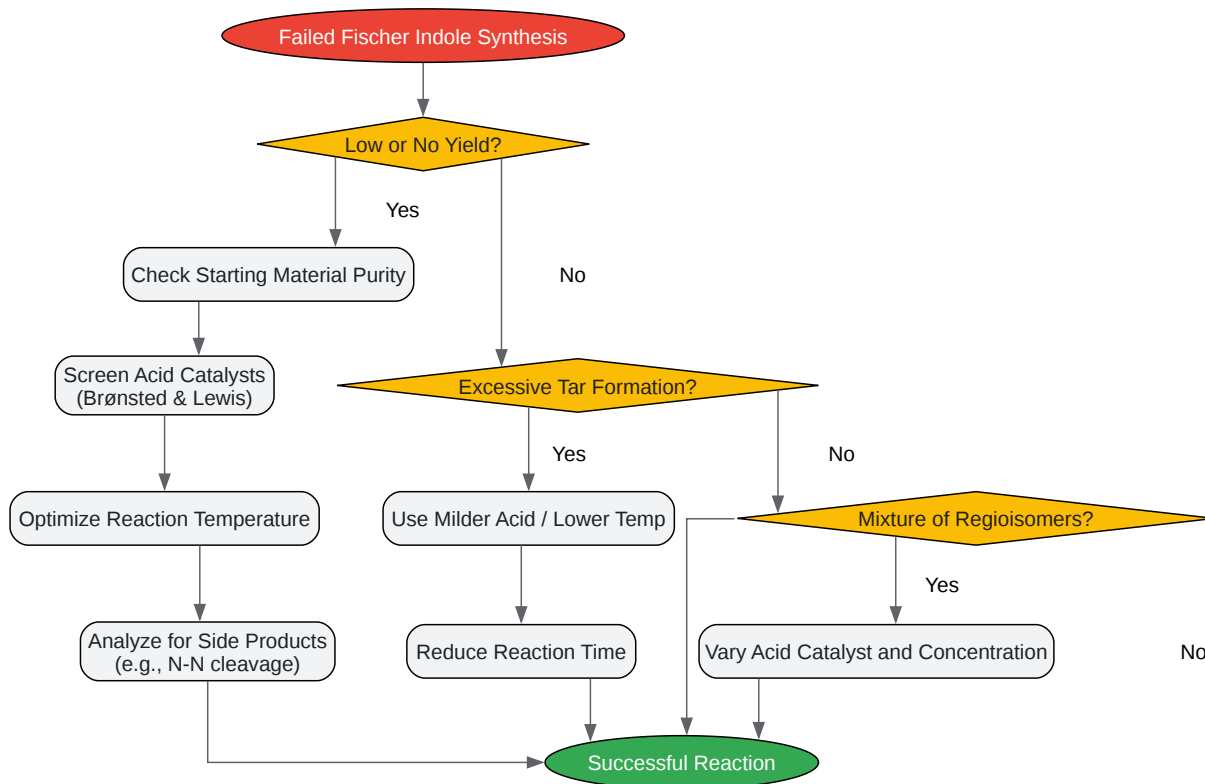 Failed Fischer Indole Synthesis
Low or No Yield?
Yes
Check Starting Material Purity
No
Screen Acid Catalysts
(Brønsted & Lewis)
Excessive Tar Formation?
Yes
No
Optimize Reaction Temperature
Use Milder Acid / Lower Temp
Mixture of Regioisomers?
Yes
Analyze for Side Products
(e.g., N-N cleavage)
Reduce Reaction Time
Vary Acid Catalyst and Concentration
No
Successful Reaction